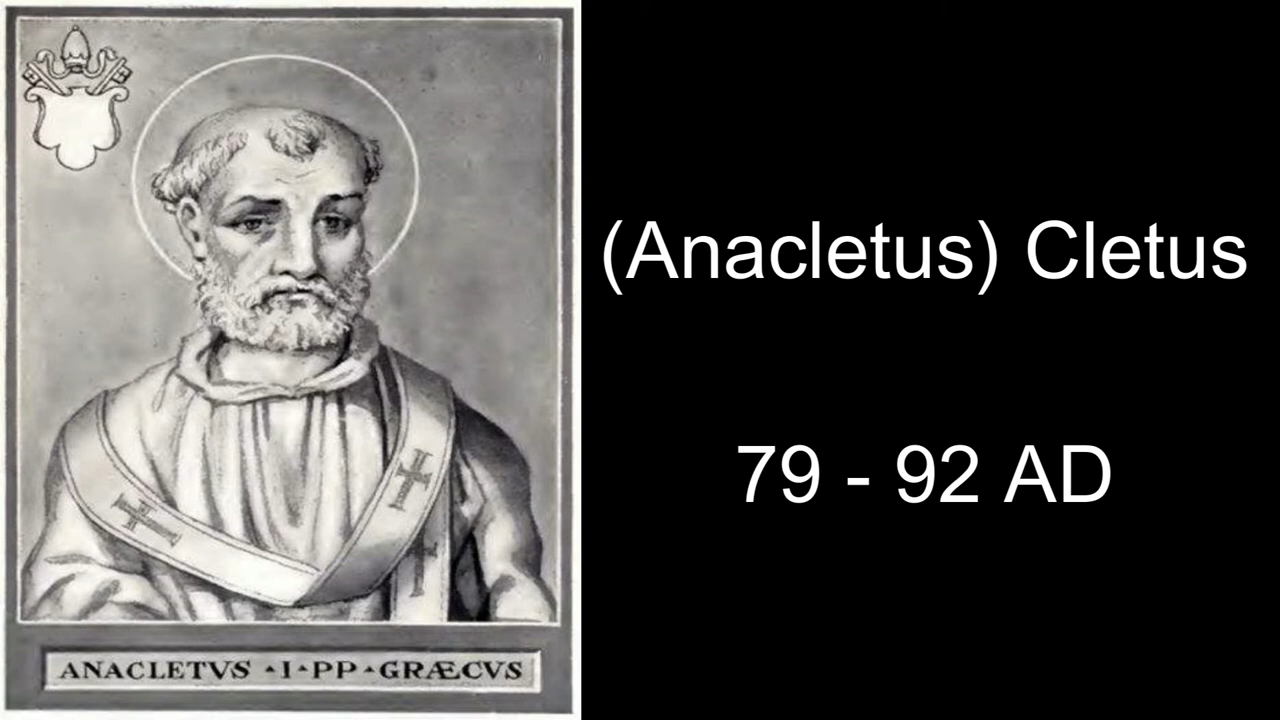 (Anacletus) Cletus
79 - 92 AD
ANACLETVS ▴ I ▴ PP ▴ GRÆCVS